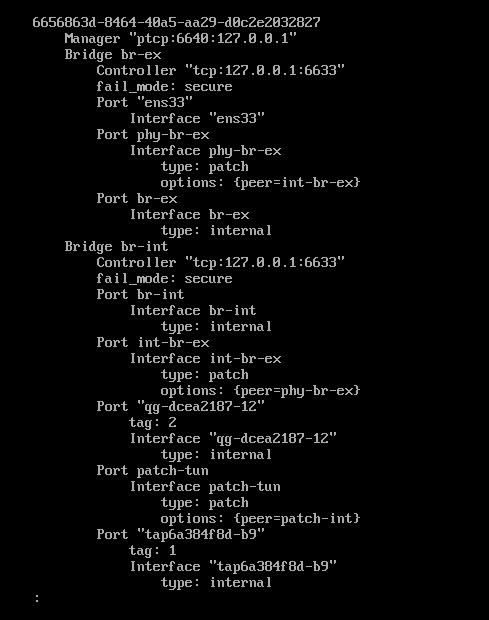 6656863d-8464-40a5-aa29-d0c2e2032827
Manager "ptcp:6640:127.0.0.1"
Bridge br-ex
Controller "tcp:127.0.0.1:6633"
fail_mode: secure
Port "ens33"
Interface "ens33"
Port phy-br-ex
Interface phy-br-ex
type: patch
options: {peer=int-br-ex}
Port br-ex
Interface br-ex
type: internal
Bridge br-int
Controller "tcp:127.0.0.1:6633"
fail_mode: secure
Port br-int
Interface br-int
type: internal
Port int-br-ex
Interface int-br-ex
type: patch
options: {peer=phy-br-ex}
Port "qg-dcea2187-12"
tag: 2
Interface "qg-dcea2187-12"
type: internal
Port patch-tun
Interface patch-tun
type: patch
options: {peer=patch-int}
Port "tap6a384f8d-b9"
tag: 1
Interface "tap6a384f8d-b9"
type: internal
: